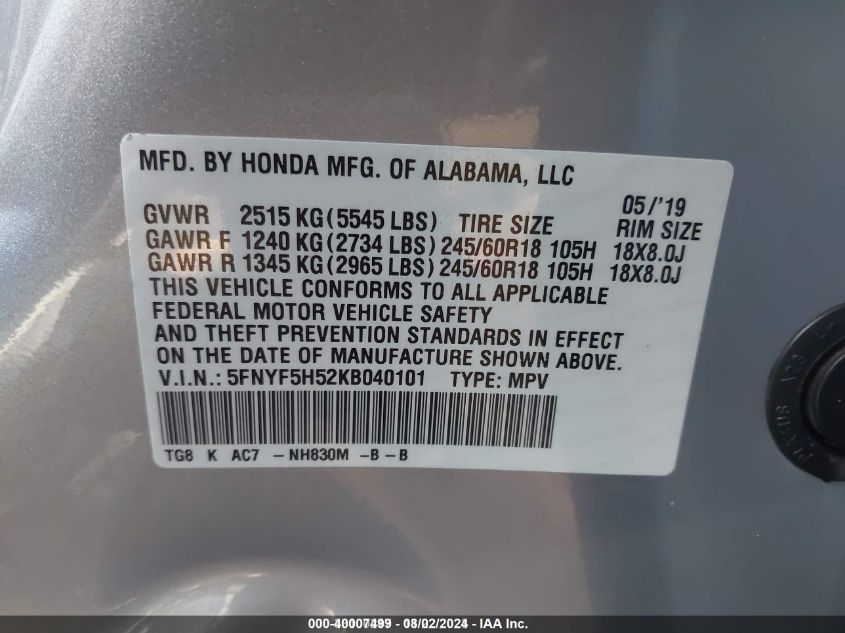 MFD. BY HONDA MFG. OF ALABAMA, LLC
05/'19
GVWR 2515 KG(5545 LBS) TIRE SIZE RIM SIZE
GAWR F 1240 KG(2734 LBS) 245/60R18 105H 18X8.0J
GAWR R 1345 KG(2965 LBS) 245/60R18 105H 18X8.0J
THIS VEHICLE CONFORMS TO ALL APPLICABLE
FEDERAL MOTOR VEHICLE SAFETY
AND THEFT PREVENTION STANDARDS IN EFFECT
ON THE DATE OF MANUFACTURE SHOWN ABOVE.
V.I.N.: 5FNYF5H52KB040101 TYPE: MPV
TG8 K AC7 -NH830M -B-B
000-40007499 - 08/02/2024 - IAA Inc.